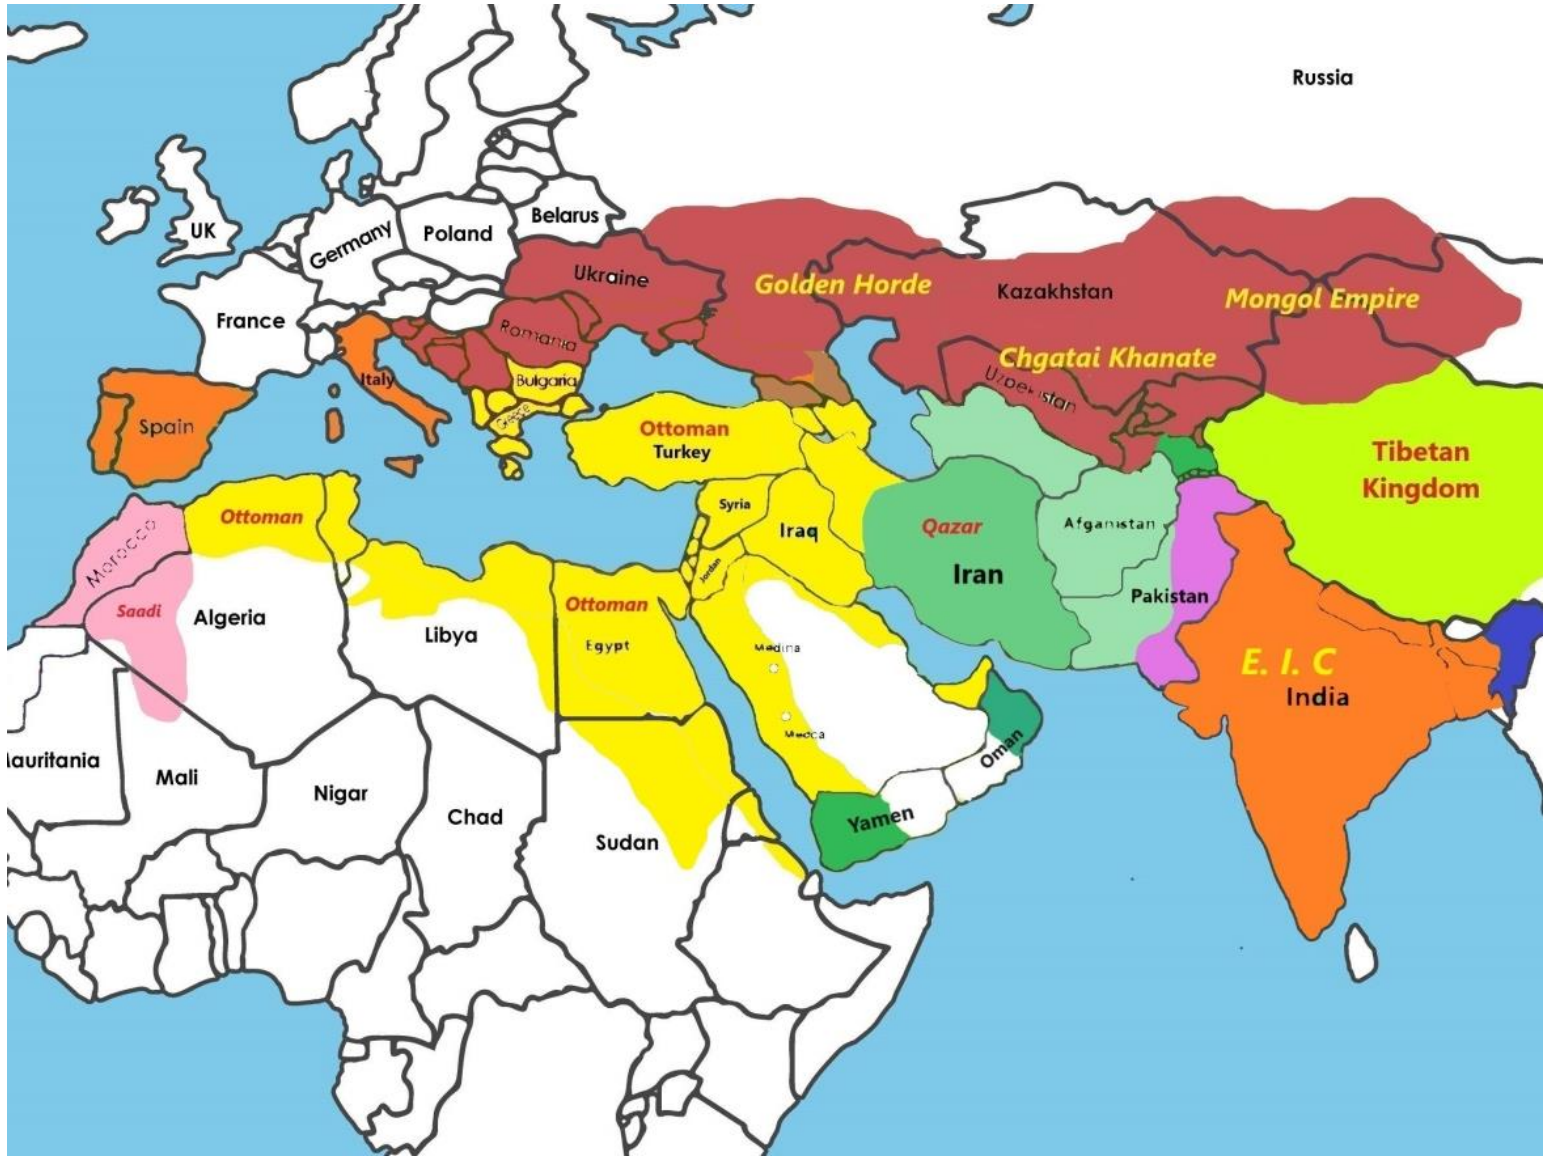 Russia
UK
Belarus
Germany
Poland
Ukraine
Golden Horde
Kazakhstan
Mongol Empire
France
Romania
Chgatai Khanate
Italy
Bulgaria
Uzbekistan
Spain
Greece
Ottoman
Turkey
Tibetan
Kingdom
Syria
Ottoman
Morocco
Iraq
Qazar
Afganistan
Jordan
Iran
Saadi
Algeria
Ottoman
Pakistan
Libya
Egypt
Medina
E. I. C
India
Mecca
Oman
auritania
Mali
Nigar
Chad
Yamen
Sudan